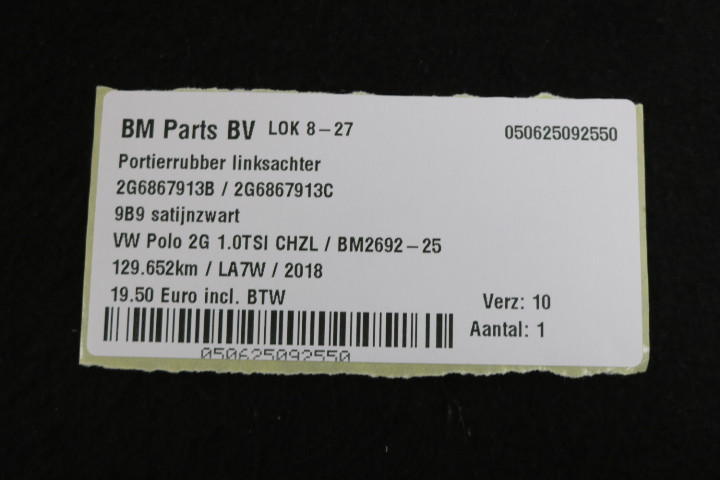 BM Parts BV LOK 8-27 050625092550
Portierrubber linksachter
2G6867913B / 2G6867913C
9B9 satijnzwart
VW Polo 2G 1.0TSI CHZL / BM2692-25
129.652km / LA7W / 2018
19.50 Euro incl. BTW Verz: 10
Aantal: 1
050625092550